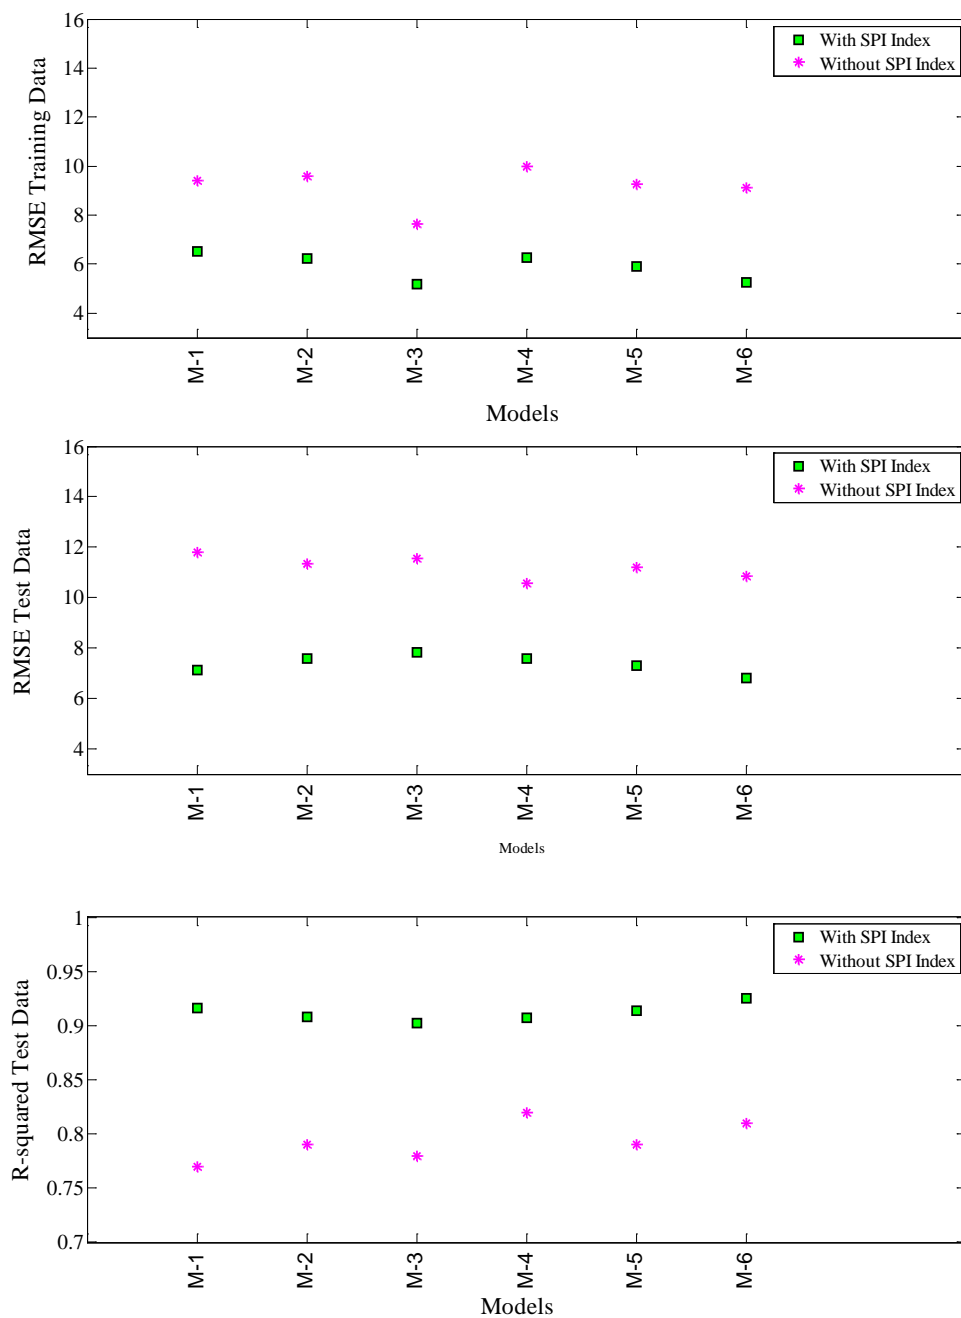 16
With SPI Index
14
Without SPI Index
12
10
8
6
4
RMSE Training Data
M-1
M-2
M-3
M-4
M-5
M-6
Models
16
With SPI Index
14
Without SPI Index
12
10
8
6
4
RMSE Test Data
M-1
M-2
M-3
M-4
M-5
M-6
Models
1
With SPI Index
0.95
Without SPI Index
0.9
0.85
0.8
0.75
0.7
R-squared Test Data
M-1
M-2
M-3
M-4
M-5
M-6
Models